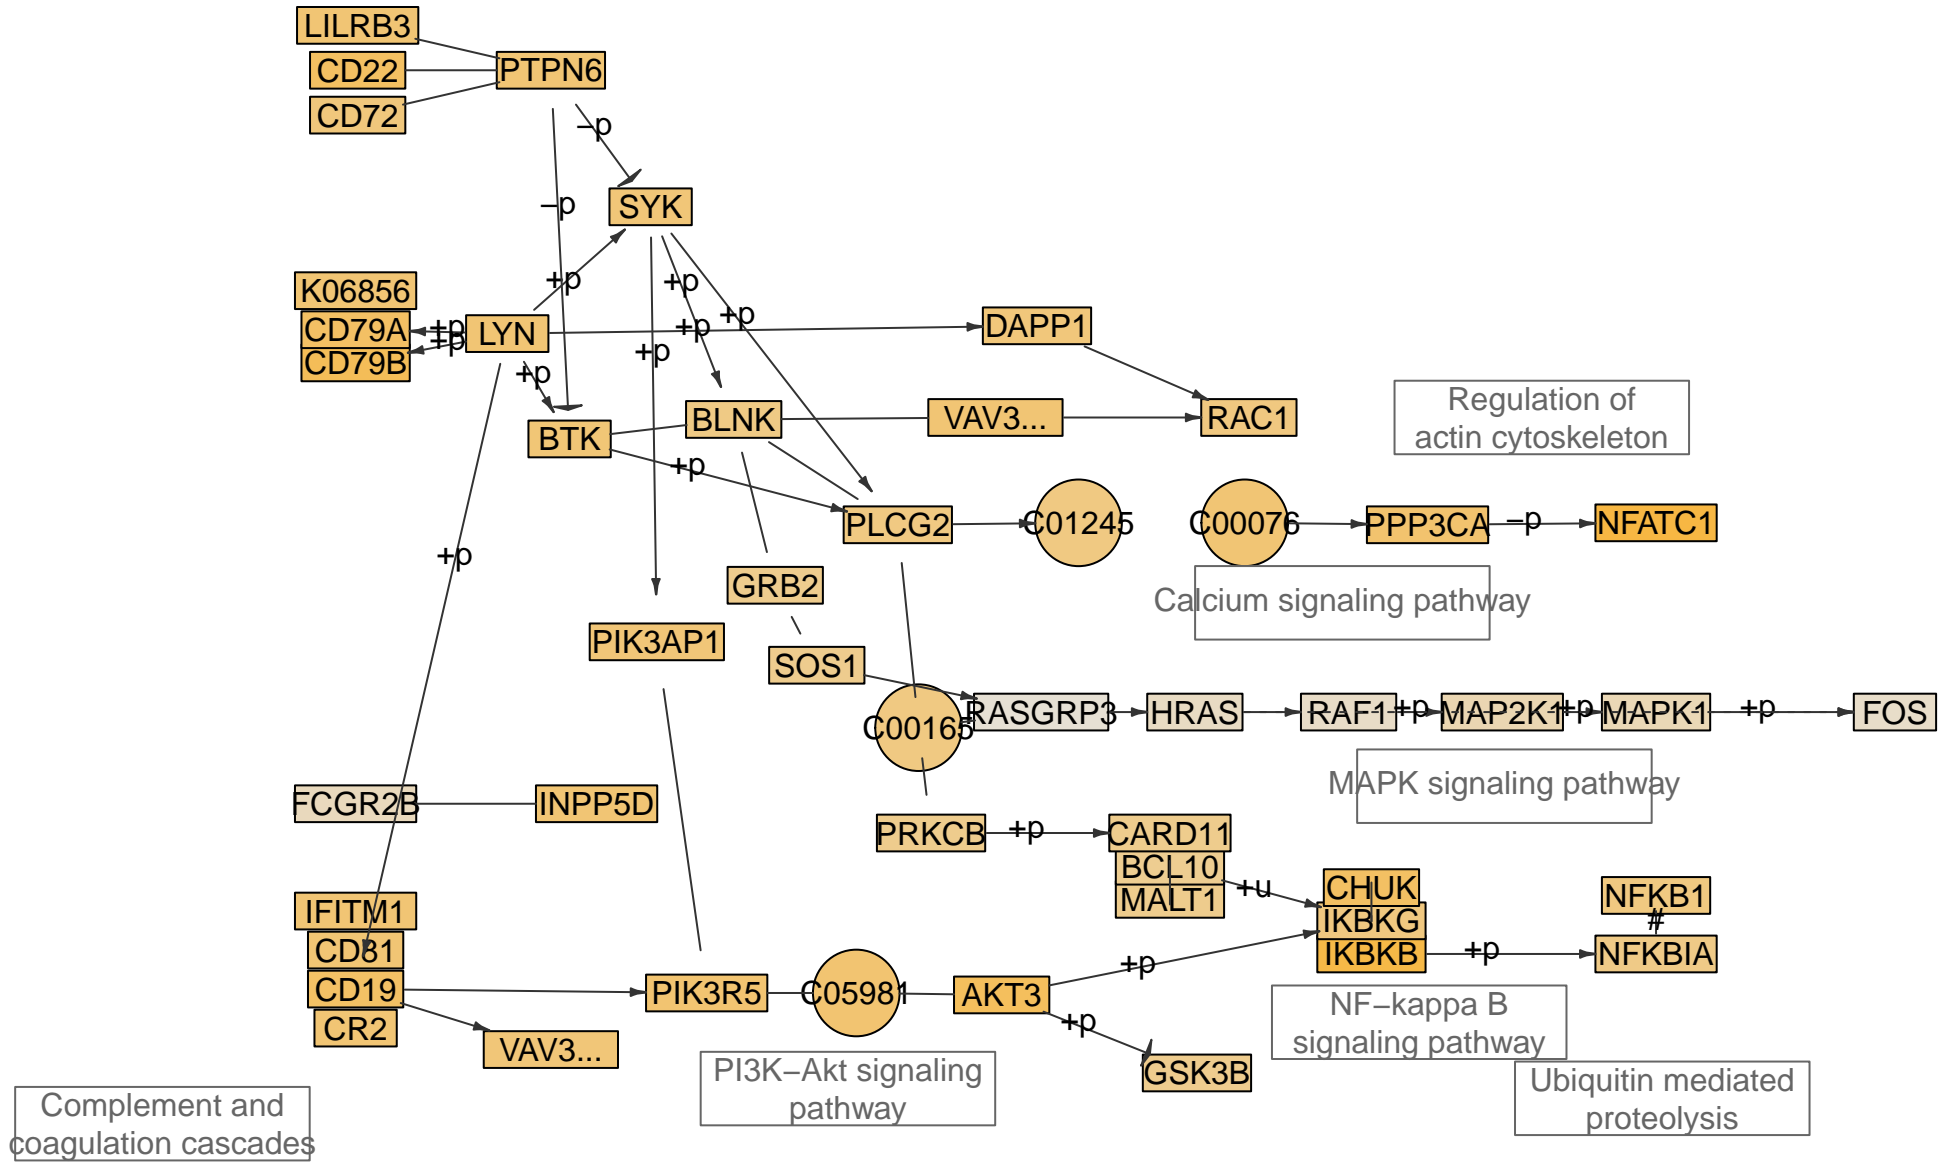 LILRB3
CD22
PTPN6
CD72
–p
SYK
–p
+p
+p
K06856
CD79A
+p
LYN
+p
+p
DAPP1
CD79B
+p
+p
+p
BLNK
VAV3...
RAC1
Regulation of
actin cytoskeleton
BTK
+p
PLCG2
C01245
C00076
PPP3CA
–p
NFATC1
+p
GRB2
Calcium signaling pathway
PIK3AP1
SOS1
C00165
RASGRP3
HRAS
RAF1
+p
MAP2K1
+p
MAPK1
+p
FOS
MAPK signaling pathway
FCGR2B
INPP5D
PRKCB
+p
CARD11
BCL10
MALT1
+u
CHUK
IKBKG
IKBKB
+p
NFKB1
#
NFKBIA
IFITM1
CD81
CD19
CR2
VAV3...
PIK3R5
C05981
AKT3
+p
+p
GSK3B
NF–kappa B
signaling pathway
PI3K–Akt signaling
pathway
Ubiquitin mediated
proteolysis
Complement and
coagulation cascades